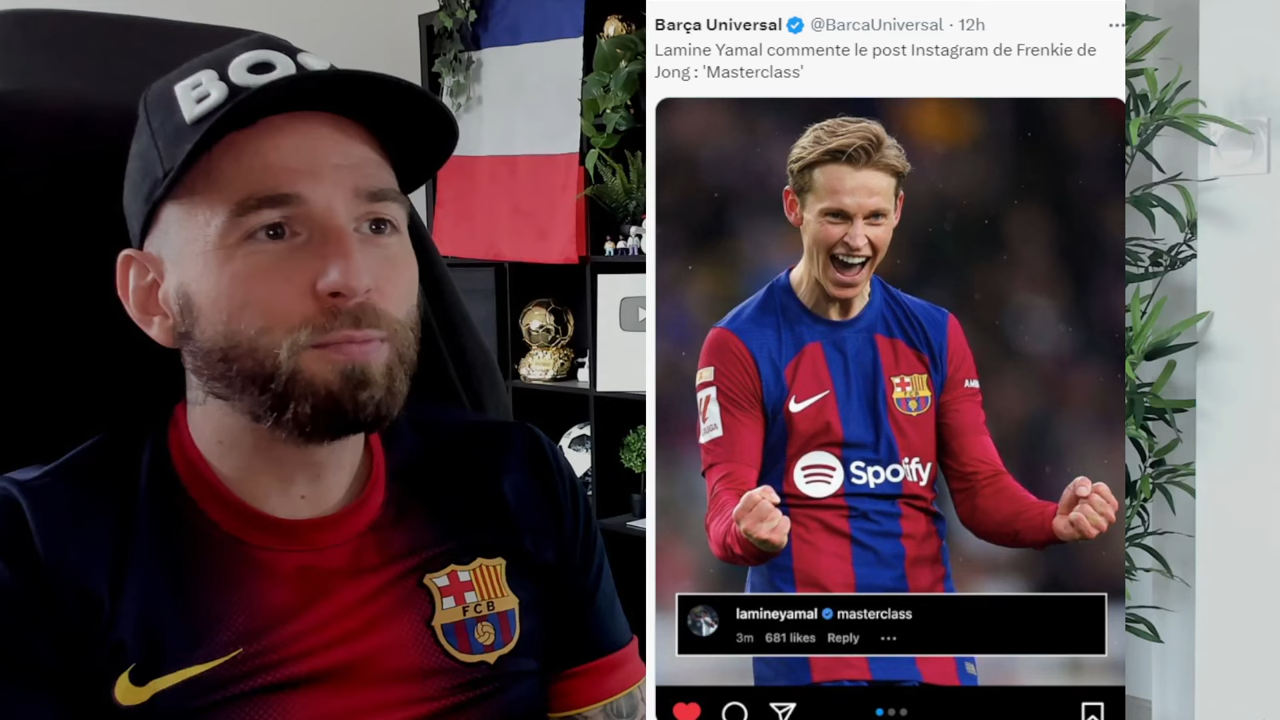 BOS
FCB
Barça Universal @BarcaUniversal · 12h
Lamine Yamal commente le post Instagram de Frenkie de
Jong : 'Masterclass'
Spotify
lamineyamal masterclass
3m 681 likes Reply